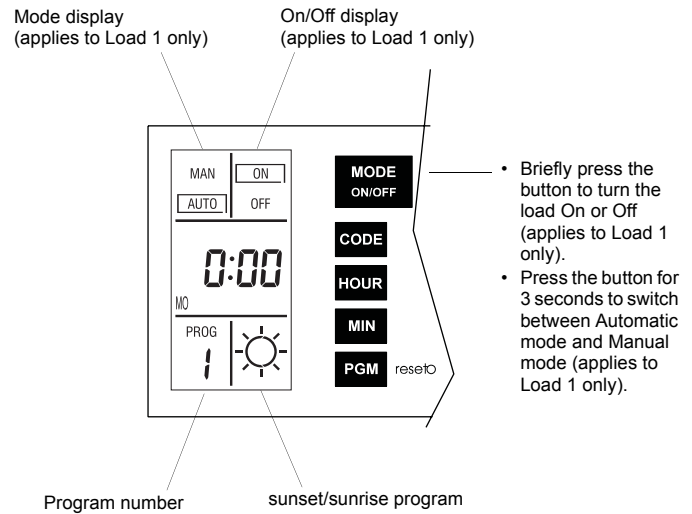 Mode display
(applies to Load 1 only)
On/Off display
(applies to Load 1 only)
MAN
ON
AUTO
OFF
0:00
MO
PROG
1
MODE
ON/OFF
CODE
HOUR
MIN
PGM
reset
• Briefly press the
button to turn the
load On or Off
(applies to Load 1
only).
• Press the button for
3 seconds to switch
between Automatic
mode and Manual
mode (applies to
Load 1 only).
Program number
sunset/sunrise program